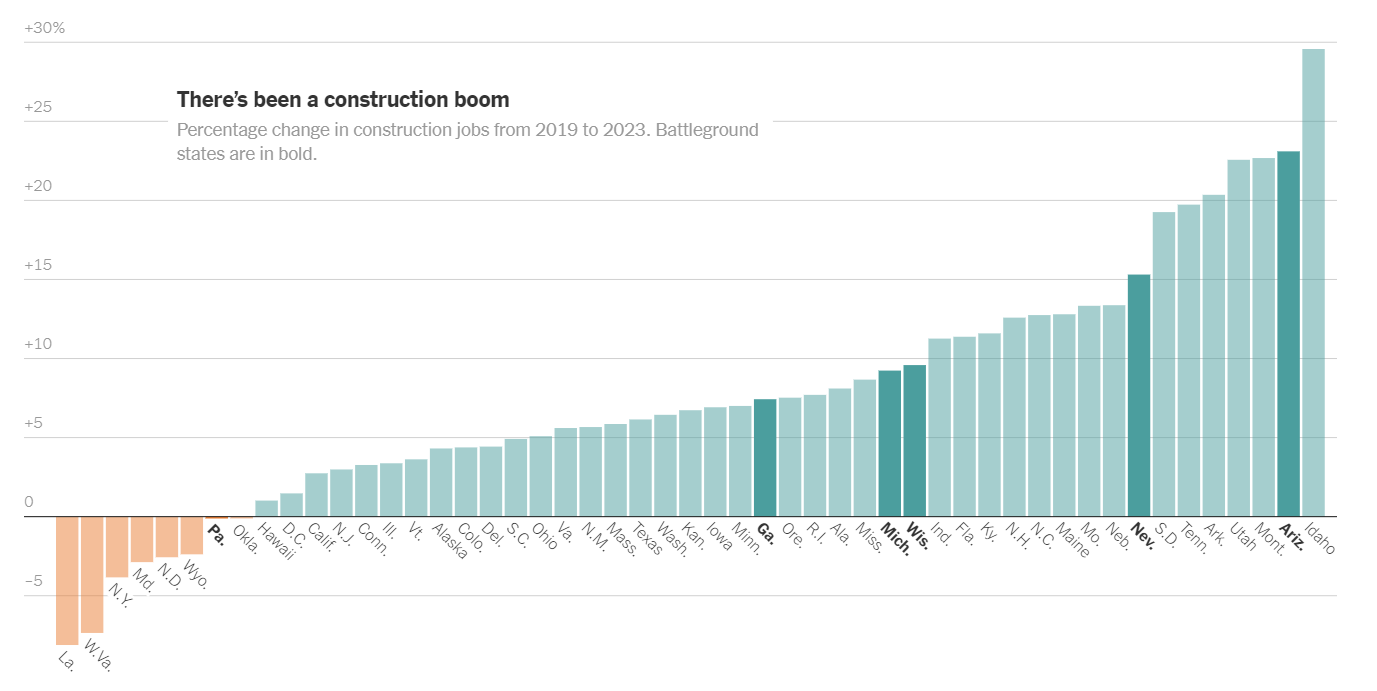 +30%
There's been a construction boom
+25
Percentage change in construction jobs from 2019 to 2023. Battleground
states are in bold.
+20
+15
+10
+5
0
−5
La.
W.Va.
N.Y.
Md.
N.D.
Wyo.
Pa.
Okla.
Hawaii
D.C.
Calif.
N.J.
Conn.
Ill.
Vt.
Alaska
Colo.
Del.
S.C.
Ohio
Va.
N.M.
Mass.
Texas
Wash.
Kan.
Iowa
Minn.
Ga.
Ore.
R.I.
Ala.
Miss.
Mich.
Wis.
Ind.
Fla.
Ky.
N.H.
N.C.
Maine
Mo.
Neb.
Nev.
S.D.
Tenn.
Ark.
Utah
Mont.
Ariz.
Idaho